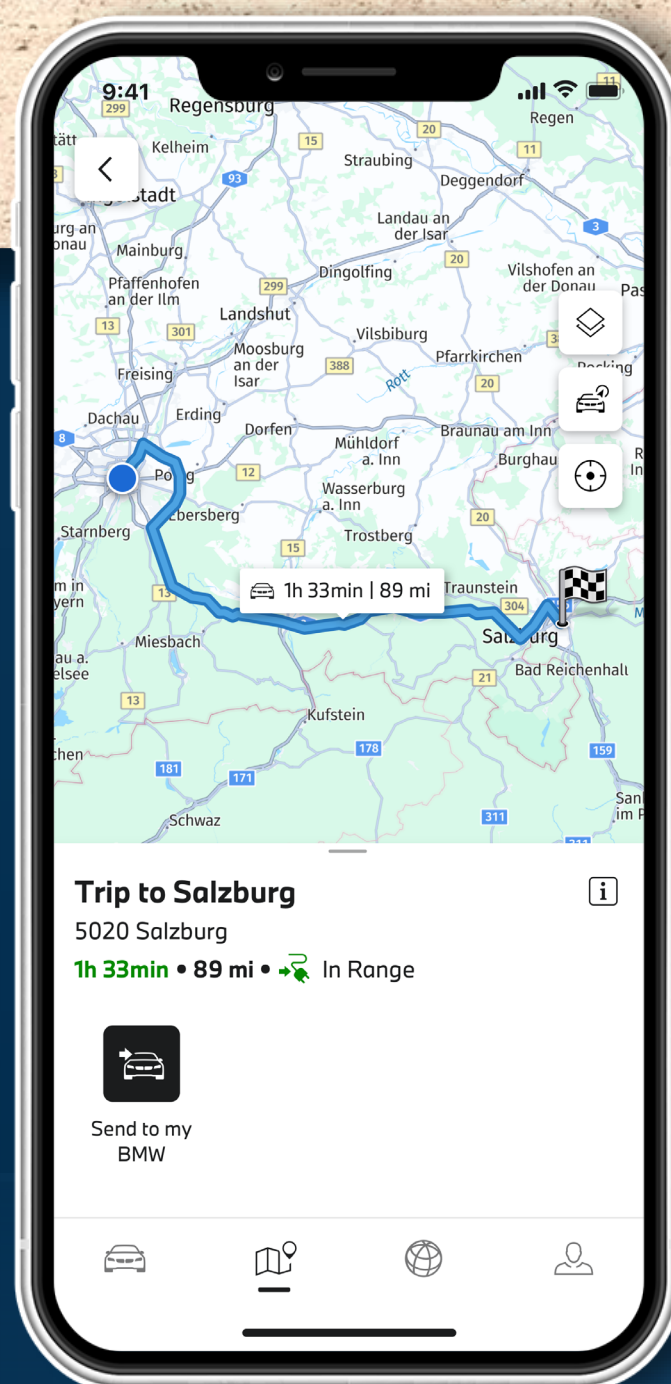 9:41
11
299
Regensburg
Regen
20
Kelheim
15
11
Straubing
93
Deggendorf
Landau an
der Isar
3
Mainburg
20
Dingolfing
Vilshofen an
der Donau
Pfaffenhofen
an der Ilm
299
Landshut
13
301
Vilsbiburg
Moosburg
an der
Isar
388
Pfarrkirchen
Freising
Rott
20
Dachau
Erding
Dorfen
Braunau am Inn
8
Mühldorf
a. Inn
12
Wasserburg
a. Inn
Ebersberg
20
Starnberg
Trostberg
15
1h 33min | 89 mi
Traunstein
13
304
Salzburg
Miesbach
Bad Reichenhall
21
13
Kufstein
178
159
181
171
311
Schwaz
311
Trip to Salzburg
5020 Salzburg
1h 33min • 89 mi • In Range
Send to my
BMW